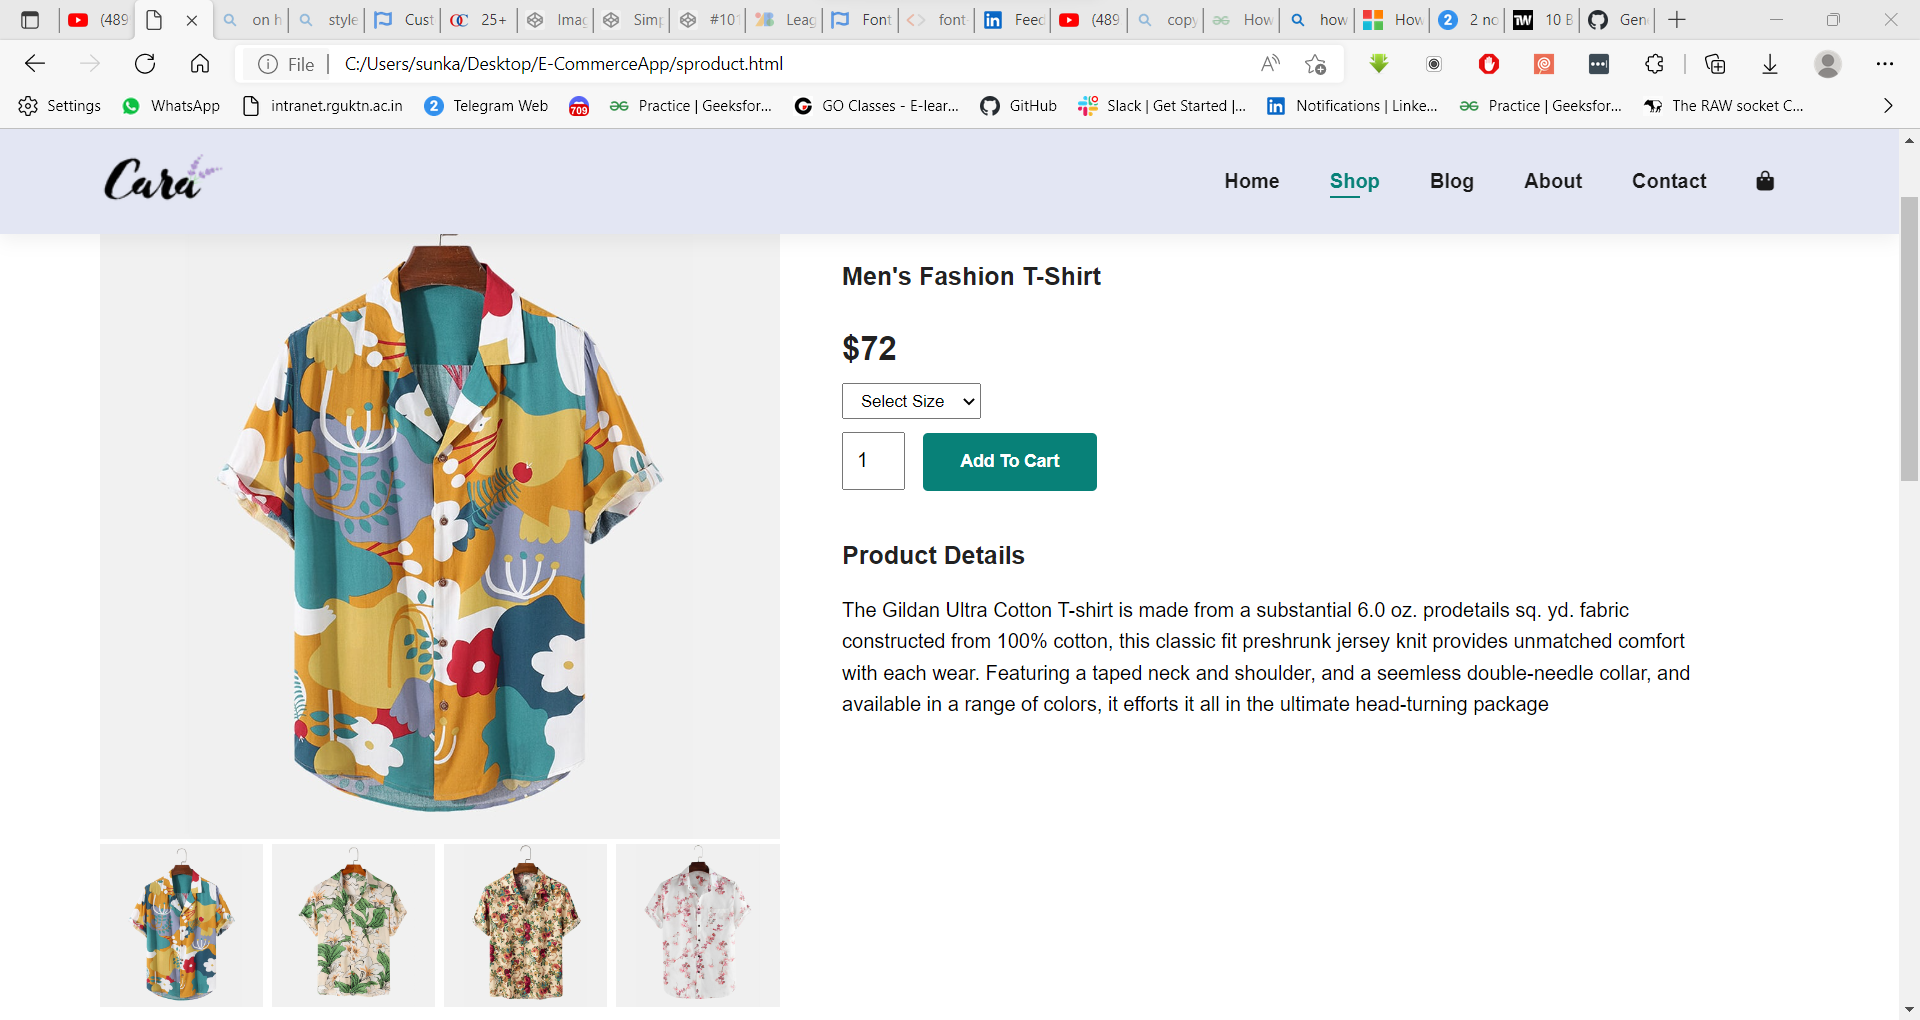 (489
on h
style
Cust
25+
Imag
Simp
#101
Leag
Font
font
Feed
(489
copy
How
how
How
2 no
10 B
Gen
File
C:/Users/sunka/Desktop/E-CommerceApp/sproduct.html
Settings
WhatsApp
intranet.rguktn.ac.in
Telegram Web
709
Practice | Geeksfor...
GO Classes - E-lear...
GitHub
Slack | Get Started |...
Notifications | Linke...
Practice | Geeksfor...
The RAW socket C...
Cara
Home
Shop
Blog
About
Contact
Men's Fashion T-Shirt
$72
Select Size
1
Add To Cart
Product Details
The Gildan Ultra Cotton T-shirt is made from a substantial 6.0 oz. prodetails sq. yd. fabric
constructed from 100% cotton, this classic fit preshrunk jersey knit provides unmatched comfort
with each wear. Featuring a taped neck and shoulder, and a seemless double-needle collar, and
available in a range of colors, it efforts it all in the ultimate head-turning package